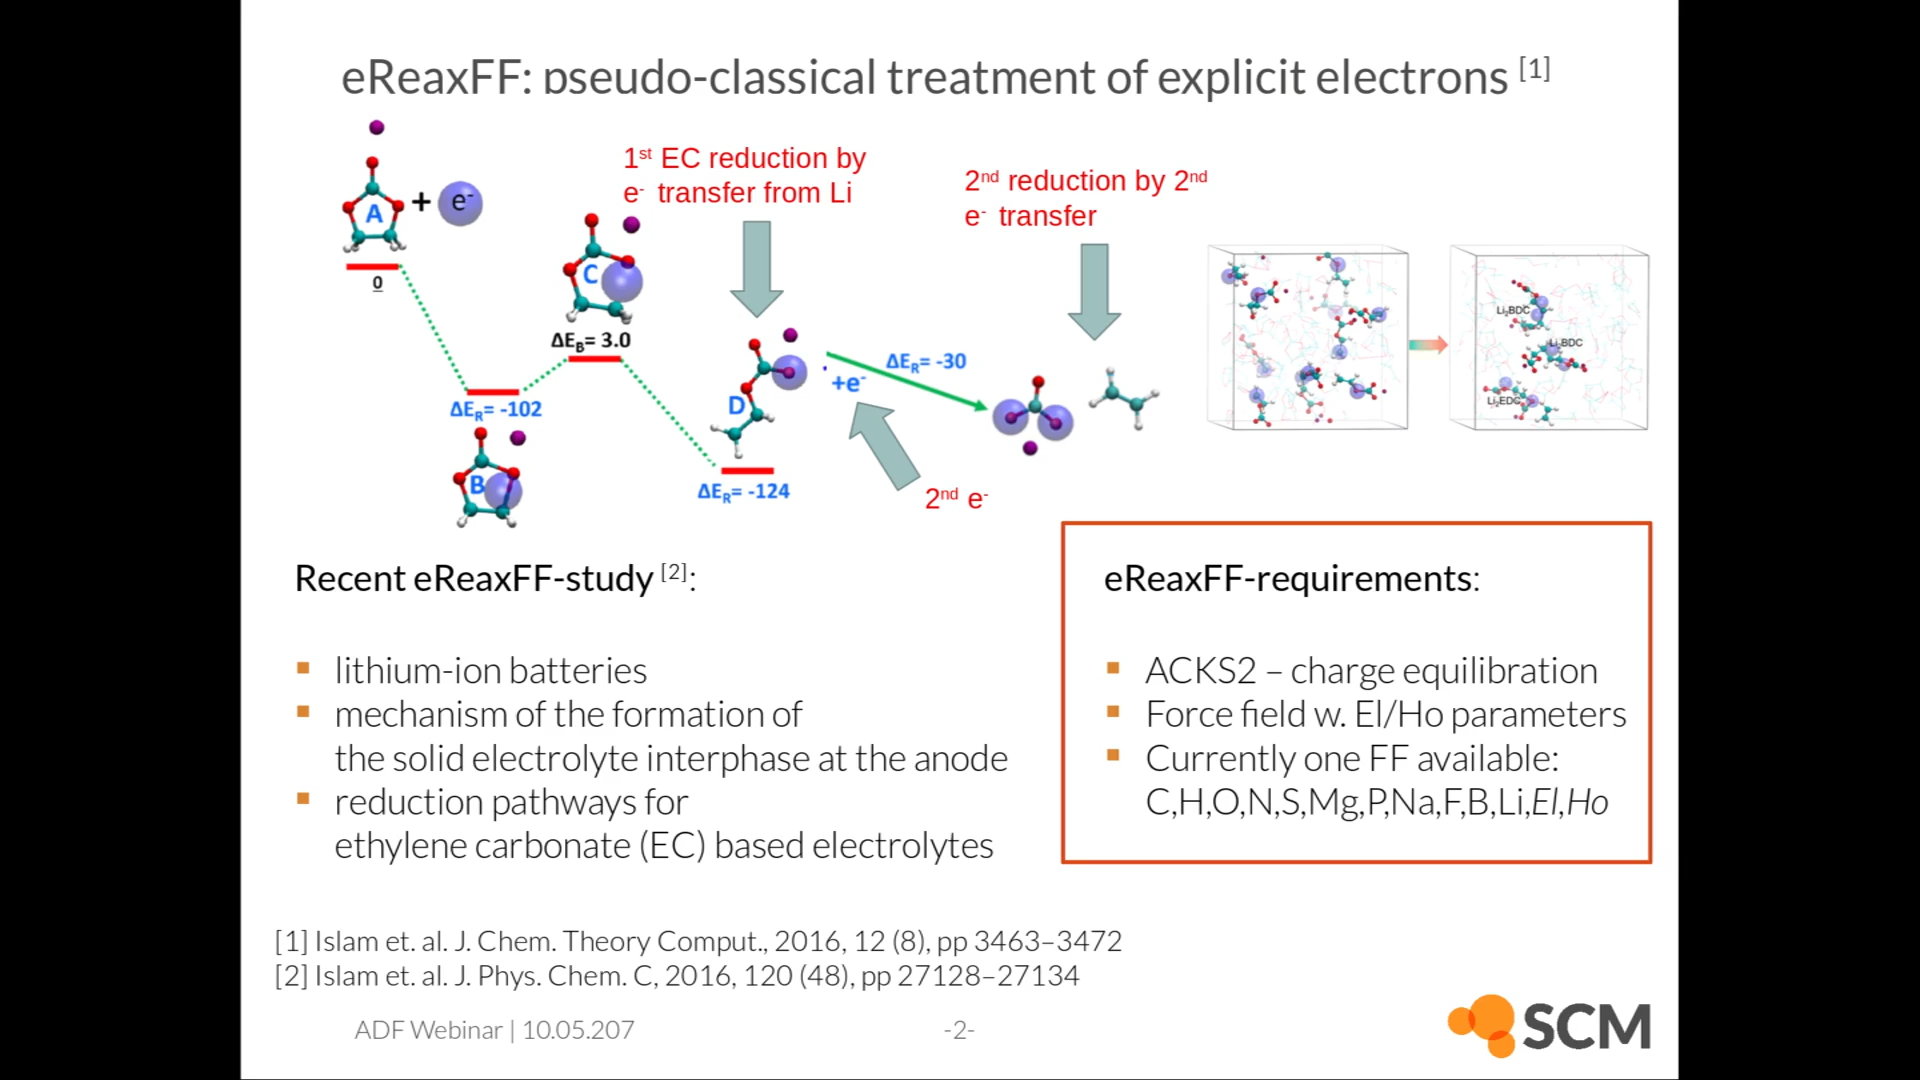 eReaxFF: pseudo-classical treatment of explicit electrons [1]
A
+
e-
0
1st EC reduction by
e- transfer from Li
2nd reduction by 2nd
e- transfer
C
ΔEB= 3.0
ΔER= -102
B
D
ΔER= -124
+e-
ΔER= -30
2nd e-
Li2BDC
Li2BDC
Li2EDC
Recent eReaxFF-study [2]:
lithium-ion batteries
mechanism of the formation of
the solid electrolyte interphase at the anode
reduction pathways for
ethylene carbonate (EC) based electrolytes
eReaxFF-requirements:
ACKS2 – charge equilibration
Force field w. El/Ho parameters
Currently one FF available:
C,H,O,N,S,Mg,P,Na,F,B,Li,El,Ho
[1] Islam et. al. J. Chem. Theory Comput., 2016, 12 (8), pp 3463–3472
[2] Islam et. al. J. Phys. Chem. C, 2016, 120 (48), pp 27128–27134
ADF Webinar | 10.05.207
-2-
SCM